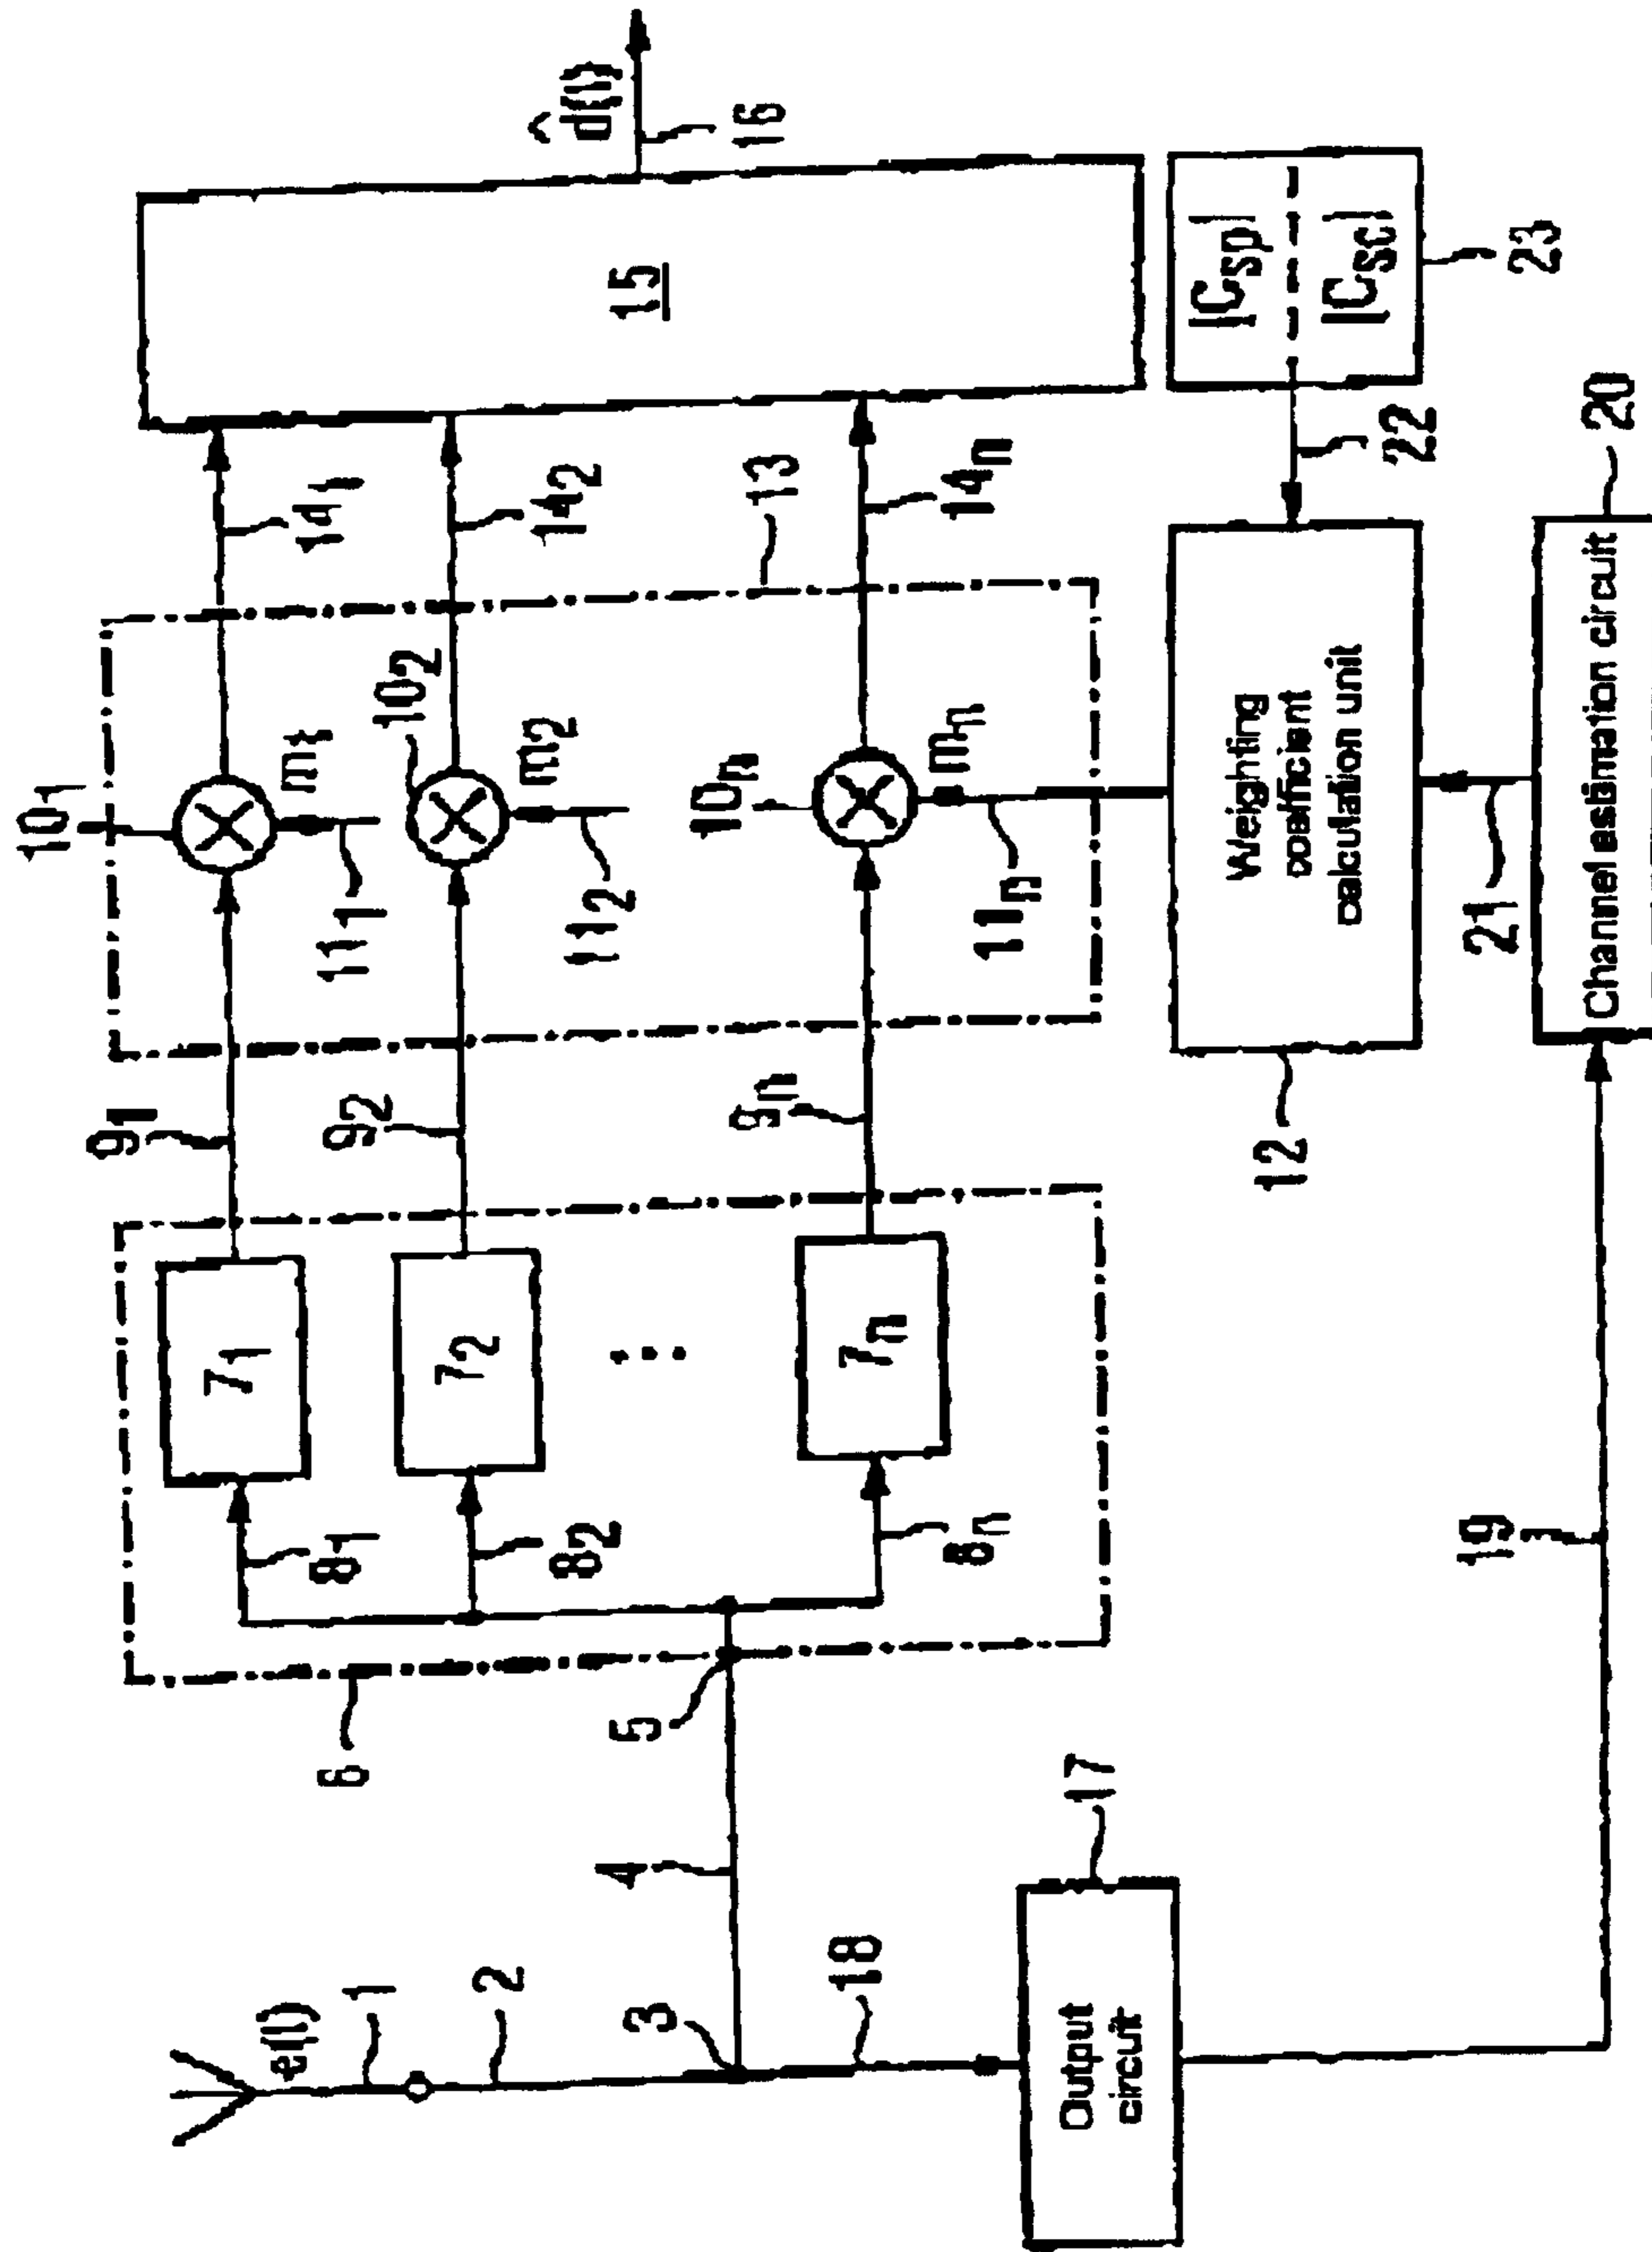 e(l)
1
2
3
4
5
6
7₁
7₂
7ₙ
8₁
8₂
8ₙ
9₁
9₂
9ₙ
10₁
10₂
10ₙ
m₁
m₂
mₙ
11₁
11₂
11ₙ
13
14₁
14₂
14ₙ
15
d̂(l)
16
Output
circuit
17
18
19
Weighting
coefficient
calculation unit
12
Channel estimation circuit
20
21
22
|Csp|
|Csc|
23